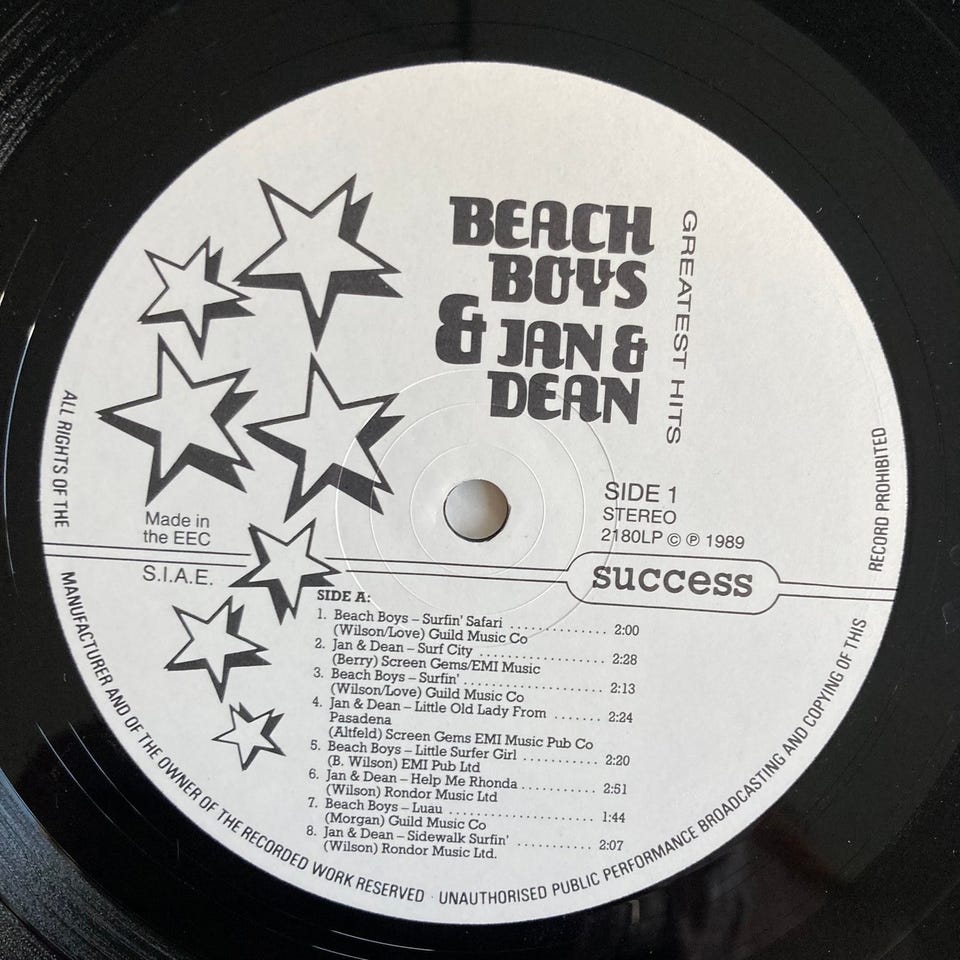 BEACH
BOYS
& JAN &
DEAN
GREATEST HITS
SIDE 1
STEREO
2180LP © ℗ 1989
Made in
the EEC
S.I.A.E.
success
SIDE A:
1. Beach Boys – Surfin' Safari .............. 2:00
(Wilson/Love) Guild Music Co
2. Jan & Dean – Surf City .................. 2:28
(Berry) Screen Gems/EMI Music
3. Beach Boys – Surfin' .................... 2:13
(Wilson/Love) Guild Music Co
4. Jan & Dean – Little Old Lady From ....... 2:24
Pasadena
(Altfeld) Screen Gems EMI Music Pub Co
5. Beach Boys – Little Surfer Girl ........... 2:20
(B. Wilson) EMI Pub Ltd
6. Jan & Dean – Help Me Rhonda ........... 2:51
(Wilson) Rondor Music Ltd
7. Beach Boys – Luau ..................... 1:44
(Morgan) Guild Music Co
8. Jan & Dean – Sidewalk Surfin' ........... 2:07
(Wilson) Rondor Music Ltd.
ALL RIGHTS OF THE MANUFACTURER AND OF THE OWNER OF THE RECORDED WORK RESERVED · UNAUTHORISED PUBLIC PERFORMANCE BROADCASTING AND COPYING OF THIS RECORD PROHIBITED